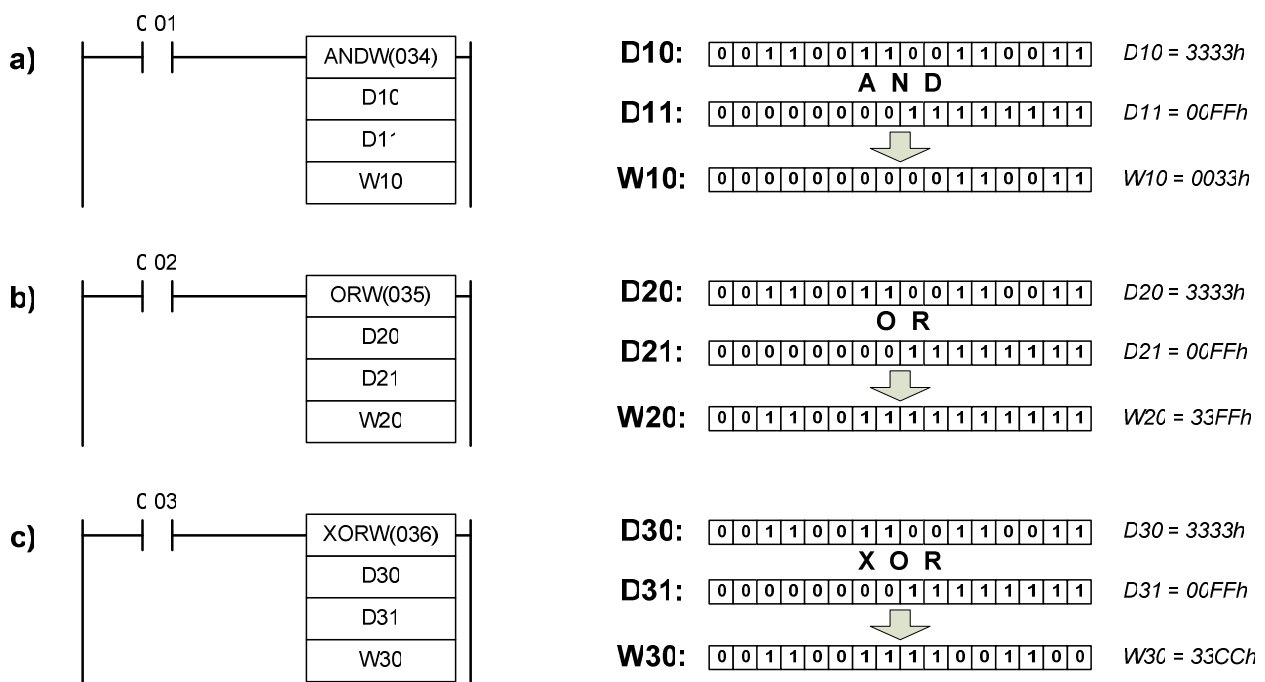 a)
0 01
ANDW(034)
D10
D11
W10
D10: 0 0 1 1 0 0 1 1 0 0 1 1 0 0 1 1 D10 = 3333h
A N D
D11: 0 0 0 0 0 0 0 0 1 1 1 1 1 1 1 1 D11 = 00FFh
W10: 0 0 0 0 0 0 0 0 0 0 1 1 0 0 1 1 W10 = 0033h
b)
0 02
ORW(035)
D20
D21
W20
D20: 0 0 1 1 0 0 1 1 0 0 1 1 0 0 1 1 D20 = 3333h
O R
D21: 0 0 0 0 0 0 0 0 1 1 1 1 1 1 1 1 D21 = 00FFh
W20: 0 0 1 1 0 0 1 1 1 1 1 1 1 1 1 1 W20 = 33FFh
c)
0 03
XORW(036)
D30
D31
W30
D30: 0 0 1 1 0 0 1 1 0 0 1 1 0 0 1 1 D30 = 3333h
X O R
D31: 0 0 0 0 0 0 0 0 1 1 1 1 1 1 1 1 D31 = 00FFh
W30: 0 0 1 1 0 0 1 1 1 1 0 0 1 1 0 0 W30 = 33CCh